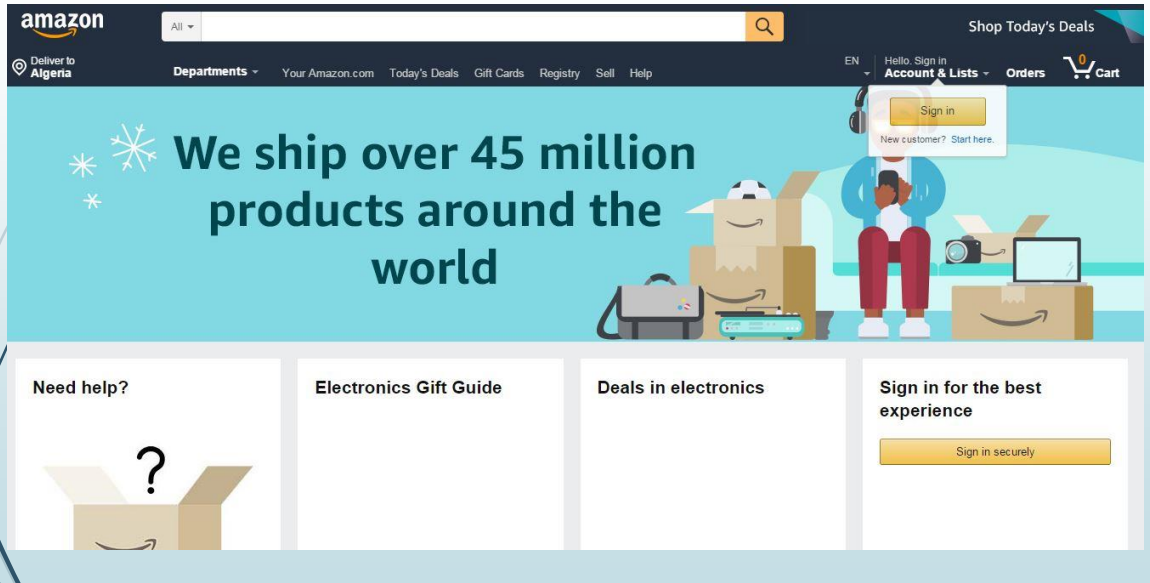 amazon
All
Shop Today's Deals
Deliver to
Algeria
Departments
Your Amazon.com Today's Deals Gift Cards Registry Sell Help
EN
Hello. Sign in
Account & Lists
Orders
0
Cart
Sign in
New customer? Start here.
We ship over 45 million
products around the
world
Need help?
Electronics Gift Guide
Deals in electronics
Sign in for the best
experience
Sign in securely
?